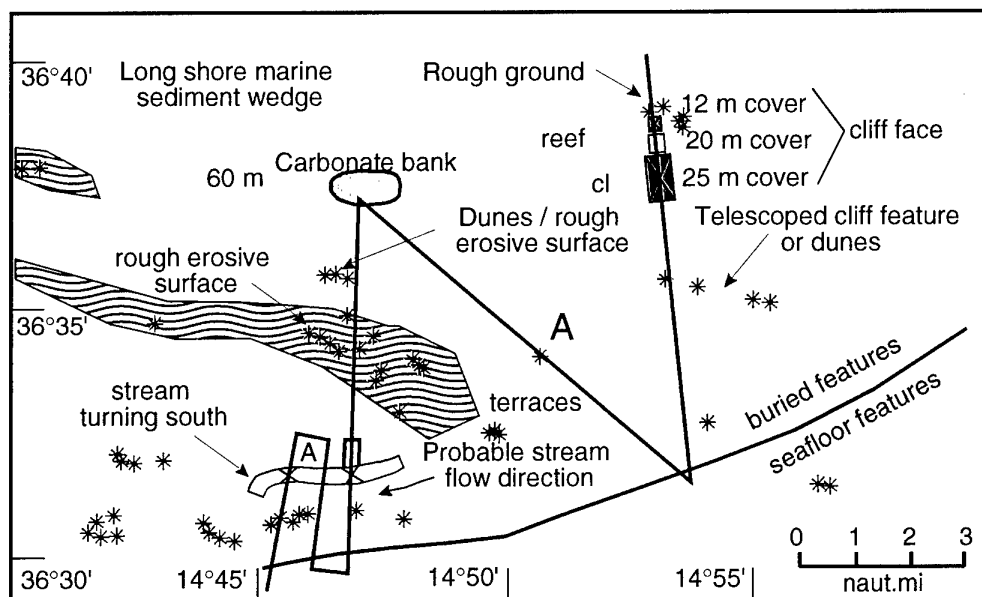 36°40'
Long shore marine
sediment wedge
Rough ground
12 m cover
20 m cover
25 m cover
cliff face
reef
cl
Carbonate bank
60 m
Dunes / rough
erosive surface
Telescoped cliff feature
or dunes
rough erosive
surface
36°35'
A
stream
turning south
terraces
buried features
seafloor features
A
Probable stream
flow direction
36°30'
14°45'
14°50'
14°55'
0 1 2 3
naut.mi